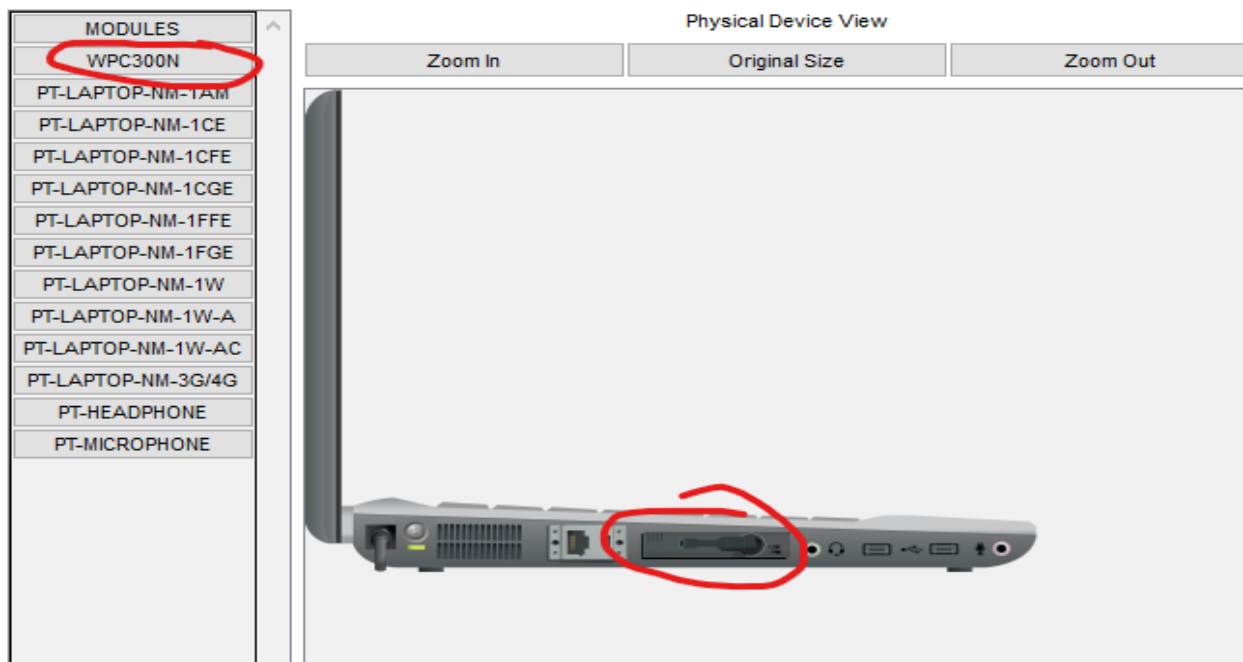 MODULES
WPC300N
PT-LAPTOP-NM-1AM
PT-LAPTOP-NM-1CE
PT-LAPTOP-NM-1CFE
PT-LAPTOP-NM-1CGE
PT-LAPTOP-NM-1FFE
PT-LAPTOP-NM-1FGE
PT-LAPTOP-NM-1W
PT-LAPTOP-NM-1W-A
PT-LAPTOP-NM-1W-AC
PT-LAPTOP-NM-3G/4G
PT-HEADPHONE
PT-MICROPHONE
Physical Device View
Zoom In
Original Size
Zoom Out